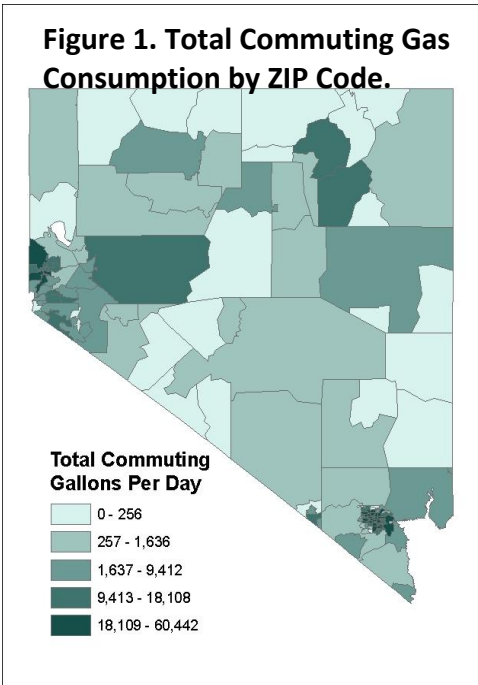 Figure 1. Total Commuting Gas
Consumption by ZIP Code.
Total Commuting
Gallons Per Day
0 - 256
257 - 1,636
1,637 - 9,412
9,413 - 18,108
18,109 - 60,442